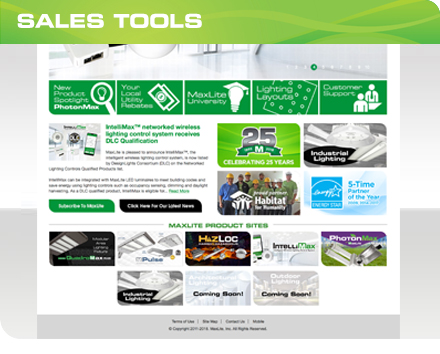 SALES TOOLS
New
Product
Spotlight
PhotonMax
Your
Local
Utility
Rebates
MaxLite
University
Lighting
Layouts
Customer
Support
IntelliMax™ networked wireless
lighting control system receives
DLC Qualification
MaxLite is pleased to announce IntelliMax™, the
intelligent wireless lighting control system, is now listed
by DesignLights Consortium (DLC) on the Networked
Lighting Controls Qualified Products list.
IntelliMax can be integrated with MaxLite LED luminaires to meet building codes and
save energy using lighting controls such as occupancy sensing, dimming and daylight
harvesting. As a DLC qualified product, IntelliMax is eligible for... Read More
Subscribe To MaxLite
Click Here For Our Latest News
25
CELEBRATING 25 YEARS
Industrial
Lighting
proud partner
Habitat
for Humanity
ENERGY STAR
5-Time
Partner of
the Year
MAXLITE PRODUCT SITES
QuadroMax
Pulse
HAZLOC
IntelliMax
PhotonMax
Industrial
Lighting
Coming Soon!
Outdoor
Lighting
Coming Soon!
Terms of Use | Site Map | Contact Us | Mobile
© Copyright 2011-2018. MaxLite, Inc. All Rights Reserved.